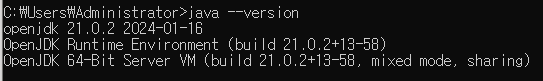 C:₩Users₩Administrator>java --version
openjdk 21.0.2 2024-01-16
OpenJDK Runtime Environment (build 21.0.2+13-58)
OpenJDK 64-Bit Server VM (build 21.0.2+13-58, mixed mode, sharing)